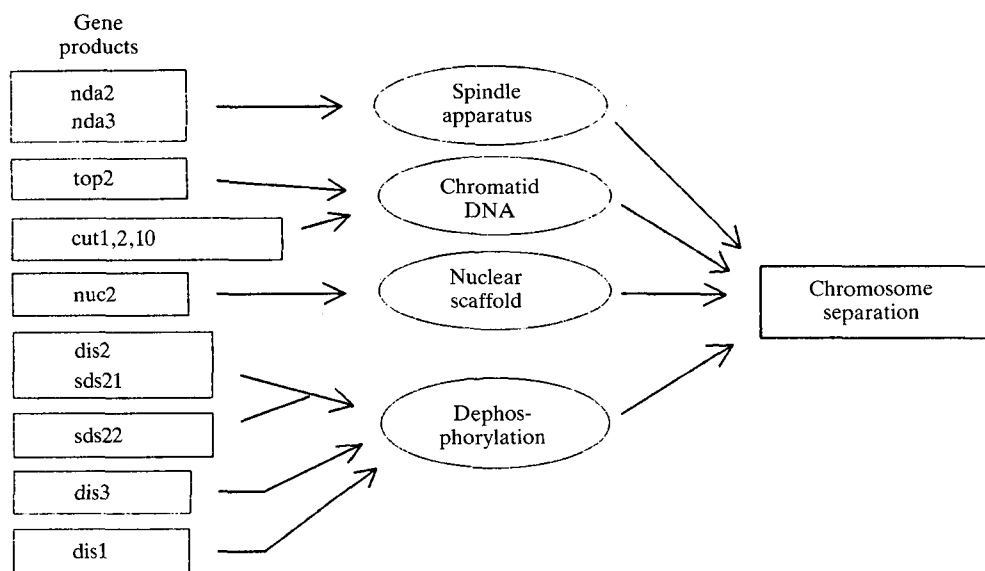 Gene
products
nda2
nda3
top2
cut1,2,10
nuc2
dis2
sds21
sds22
dis3
dis1
Spindle
apparatus
Chromatid
DNA
Nuclear
scaffold
Dephos-
phorylation
Chromosome
separation